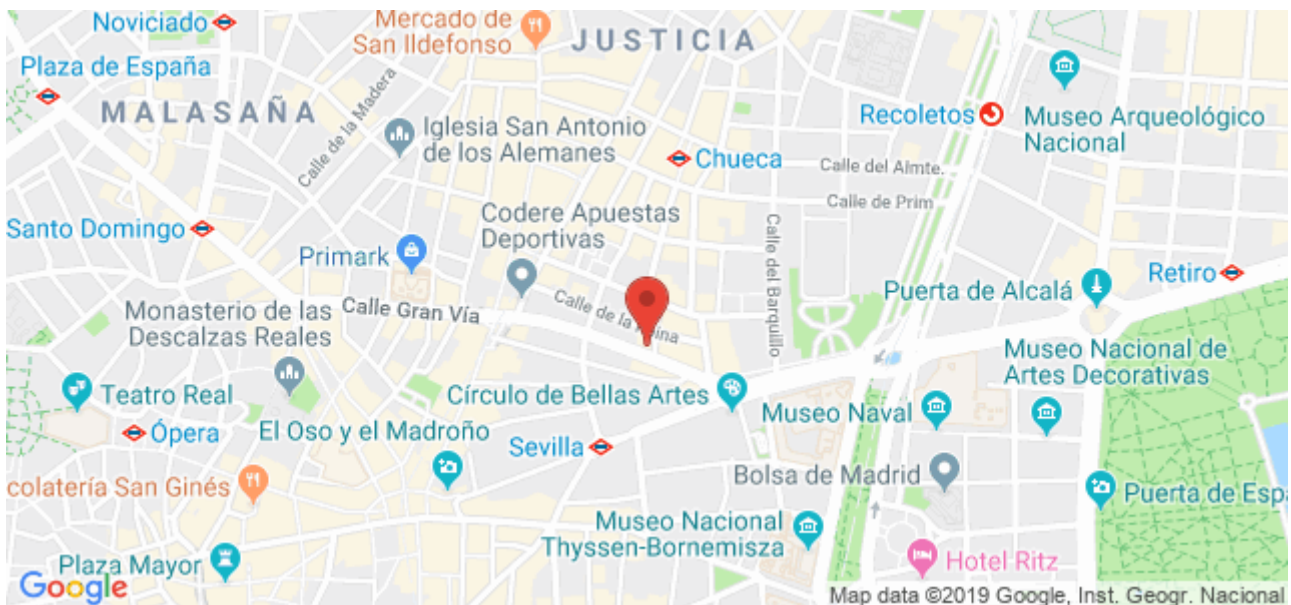 Noviciado
Mercado de
San Ildefonso
JUSTICIA
Plaza de España
MALASAÑA
Calle de la Madera
Iglesia San Antonio
de los Alemanes
Chueca
Recoletos
Museo Arqueológico
Nacional
Calle del Almte.
Calle de Prim
Santo Domingo
Codere Apuestas
Deportivas
Primark
Calle del Barquillo
Retiro
Puerta de Alcalá
Monasterio de las
Descalzas Reales
Calle Gran Vía
Calle de la
Museo Nacional de
Artes Decorativas
Teatro Real
Círculo de Bellas Artes
Museo Naval
Ópera
El Oso y el Madroño
Sevilla
Bolsa de Madrid
colatería San Ginés
Puerta de Espa
Museo Nacional
Thyssen-Bornemisza
Plaza Mayor
Hotel Ritz
Google
Map data ©2019 Google, Inst. Geogr. Nacional